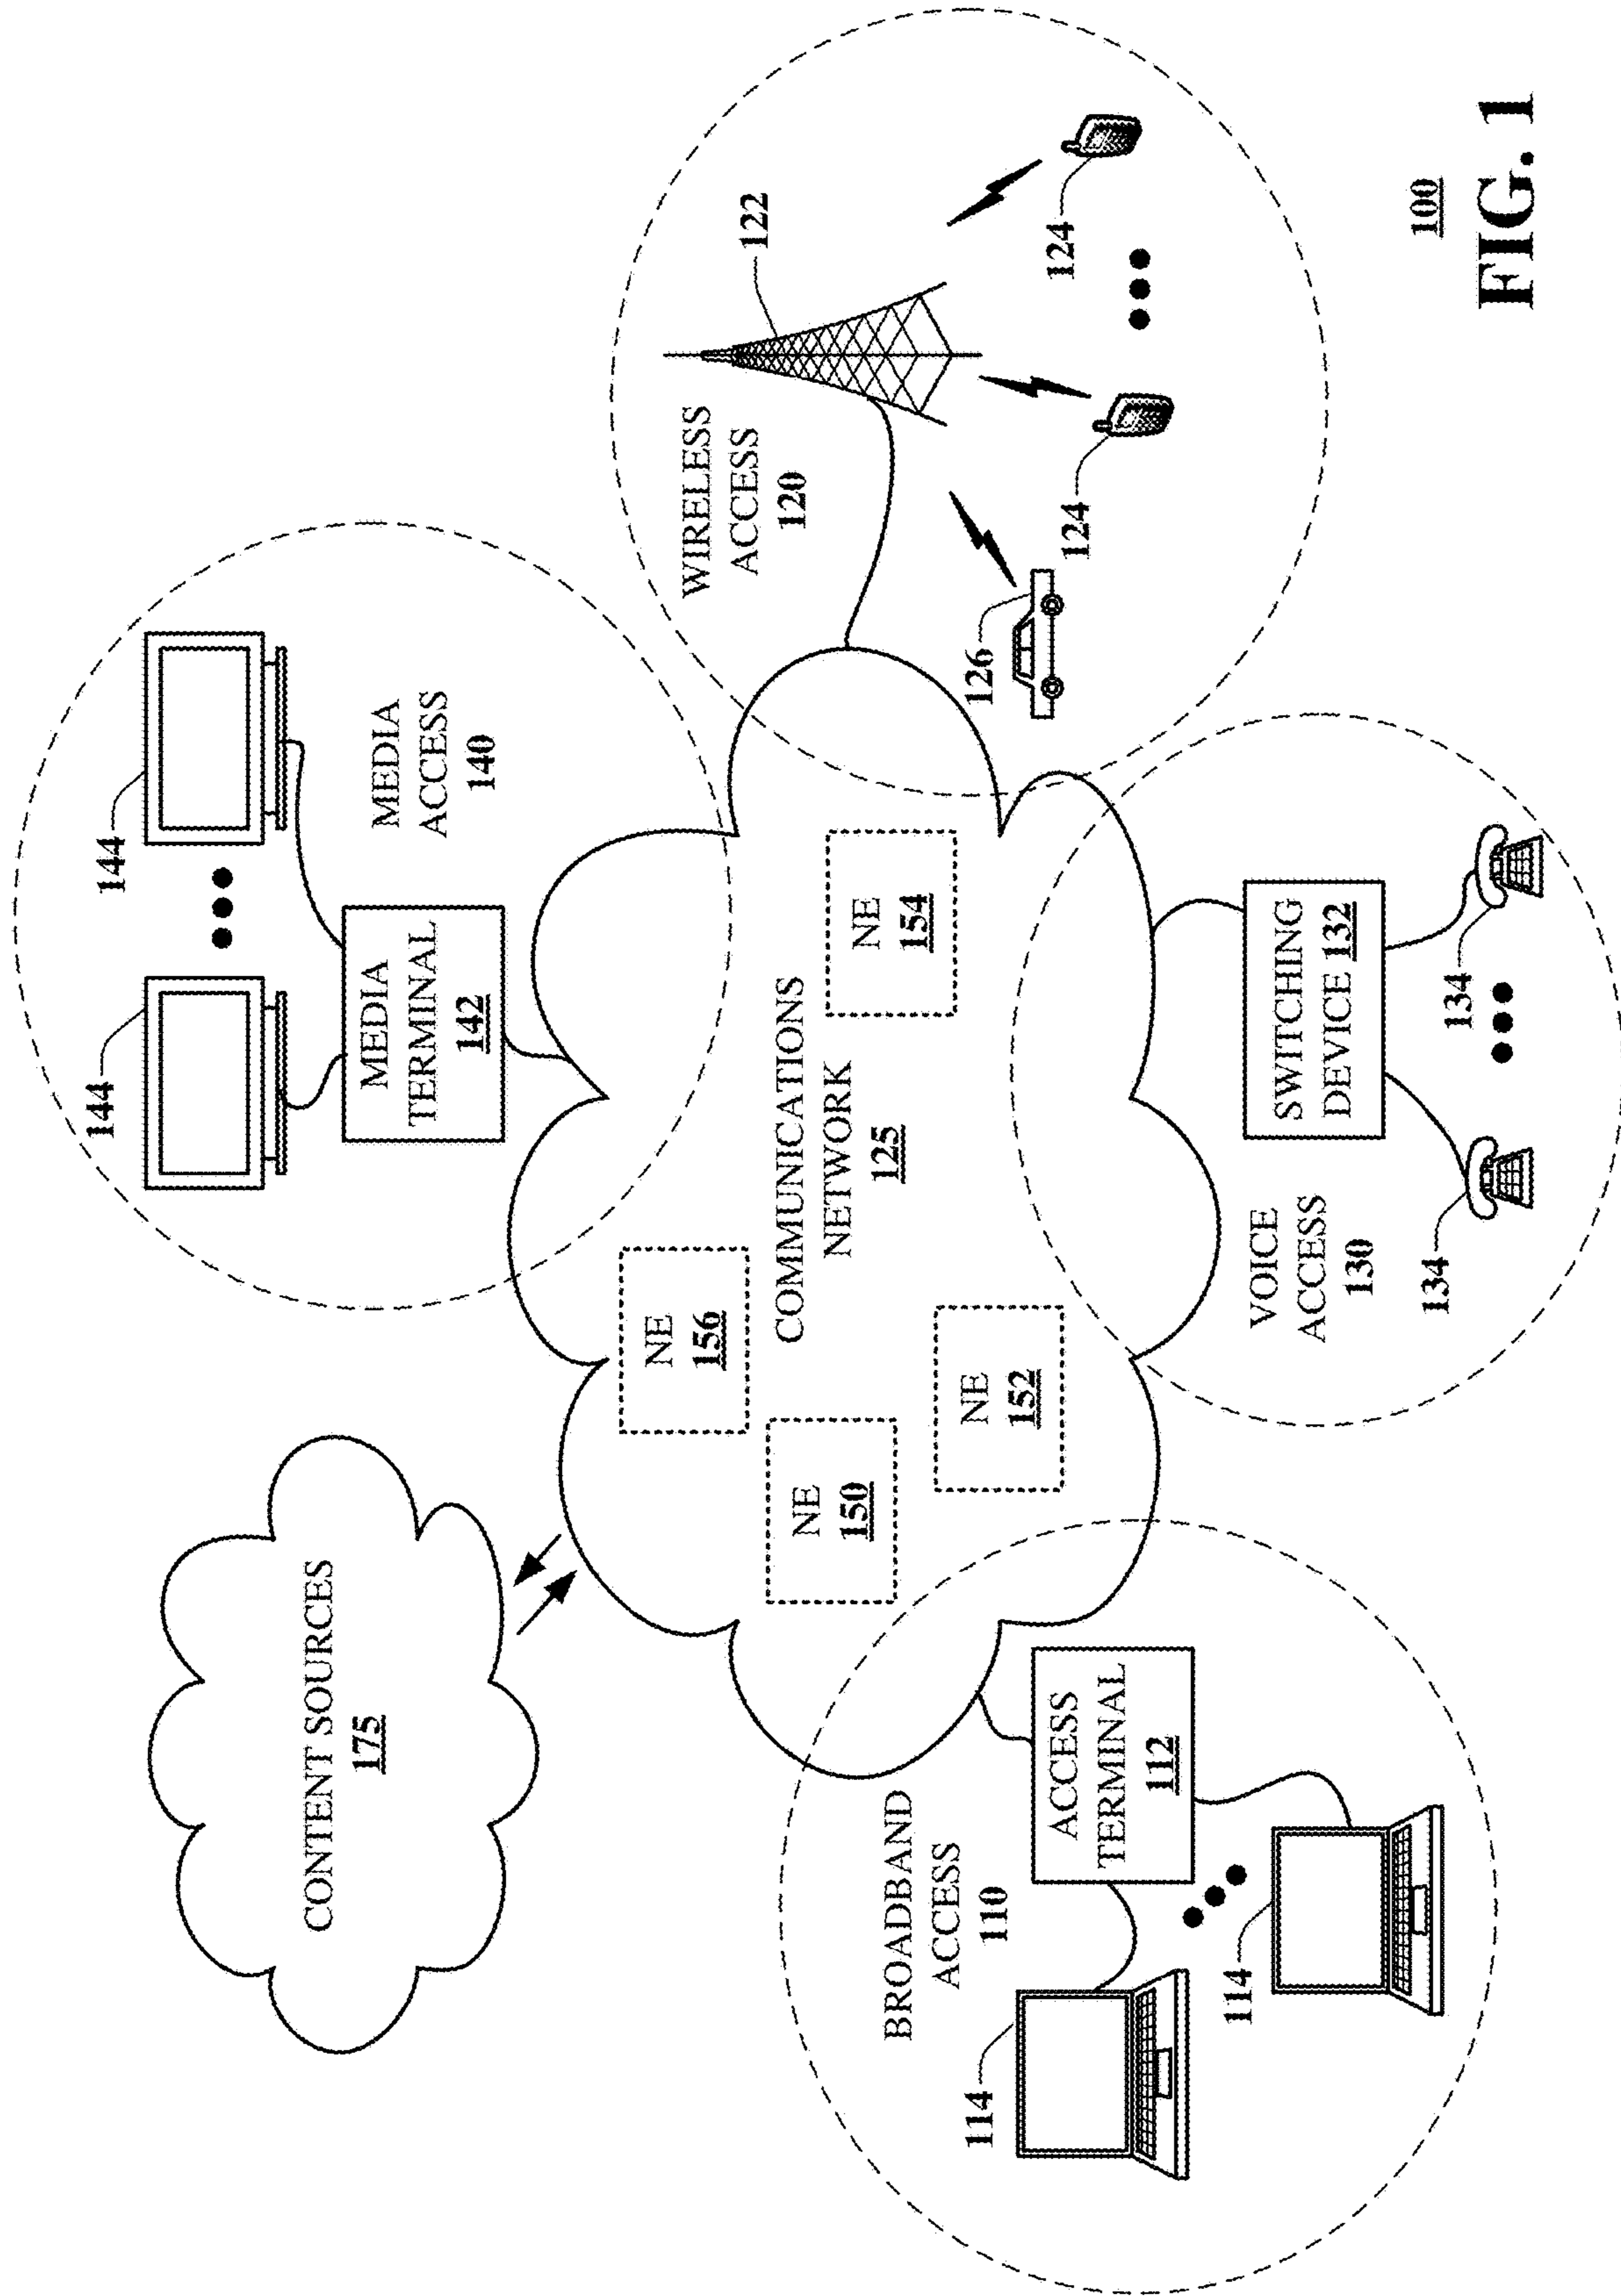 CONTENT SOURCES
175
144
144
MEDIA
TERMINAL
142
MEDIA
ACCESS
140
NE
156
NE
150
NE
152
COMMUNICATIONS
NETWORK
125
NE
154
WIRELESS
ACCESS
120
122
124
124
126
BROADBAND
ACCESS
110
ACCESS
TERMINAL
112
114
114
VOICE
ACCESS
130
SWITCHING
DEVICE 132
134
134
100
FIG. 1